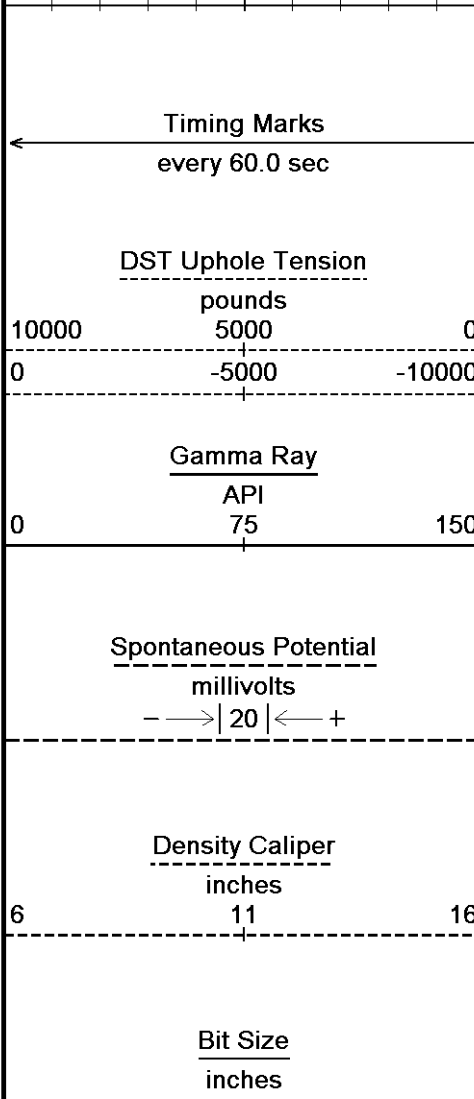 Timing Marks
every 60.0 sec
DST Uphole Tension
pounds
10000 5000 0
0 -5000 -10000
Gamma Ray
API
0 75 150
Spontaneous Potential
millivolts
− 20 +
Density Caliper
inches
6 11 16
Bit Size
inches